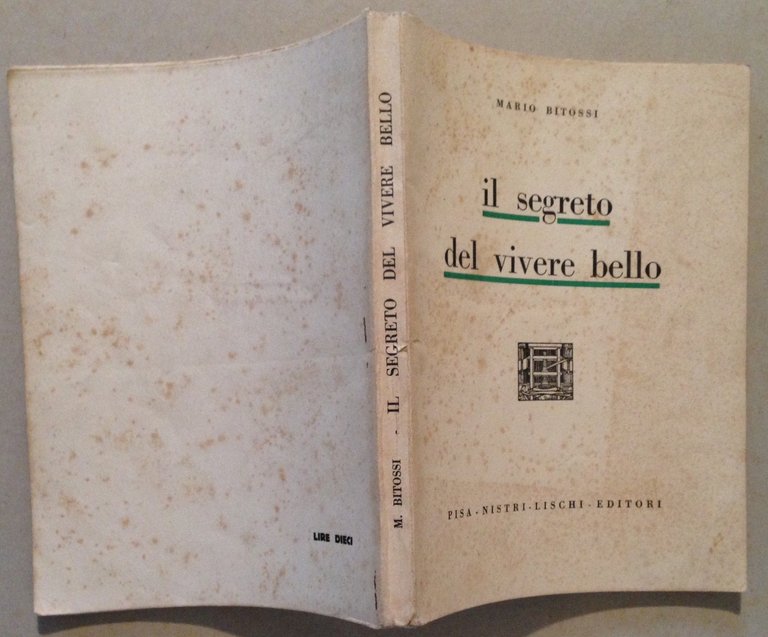 MARIO BITOSSI
il segreto
del vivere bello
PISA - NISTRI - LISCHI - EDITORI
M. BITOSSI - IL SEGRETO DEL VIVERE BELLO
LIRE DIECI